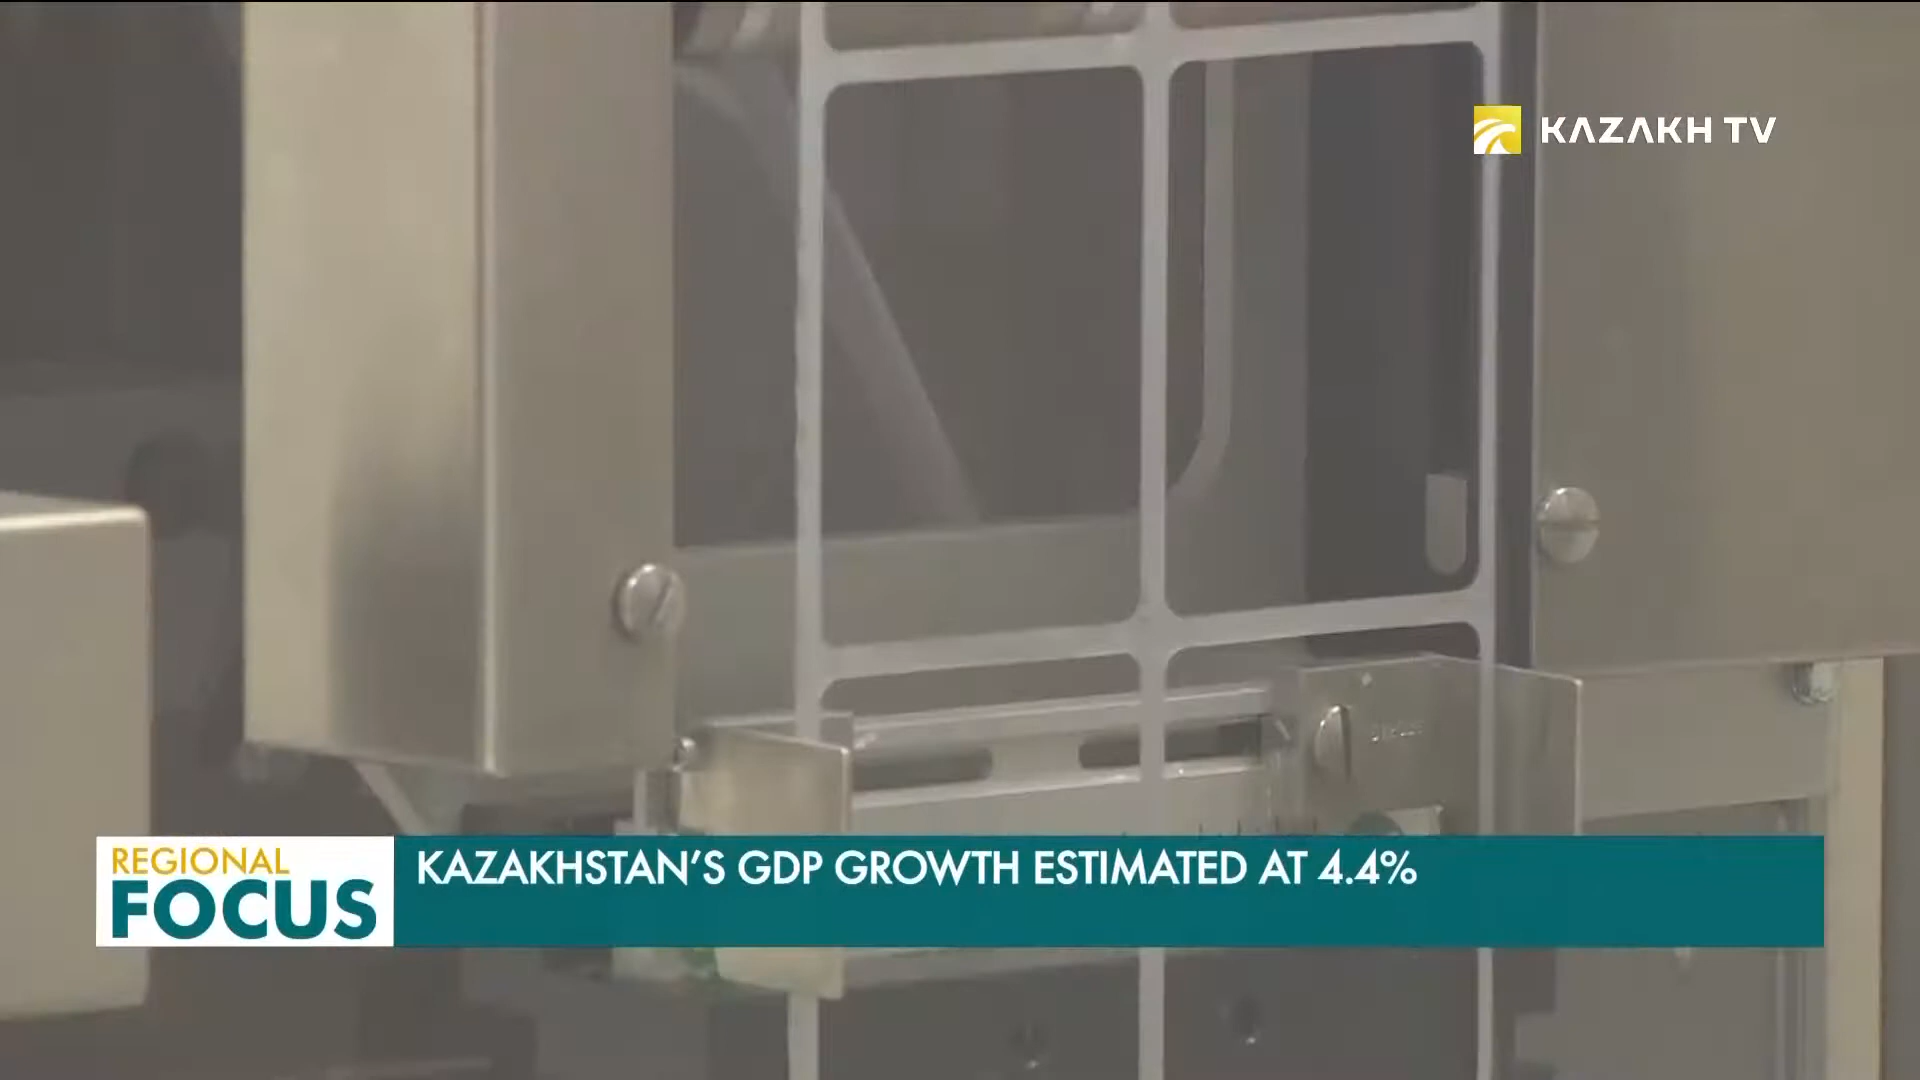 KAZAKH TV
REGIONAL
FOCUS
KAZAKHSTAN'S GDP GROWTH ESTIMATED AT 4.4%